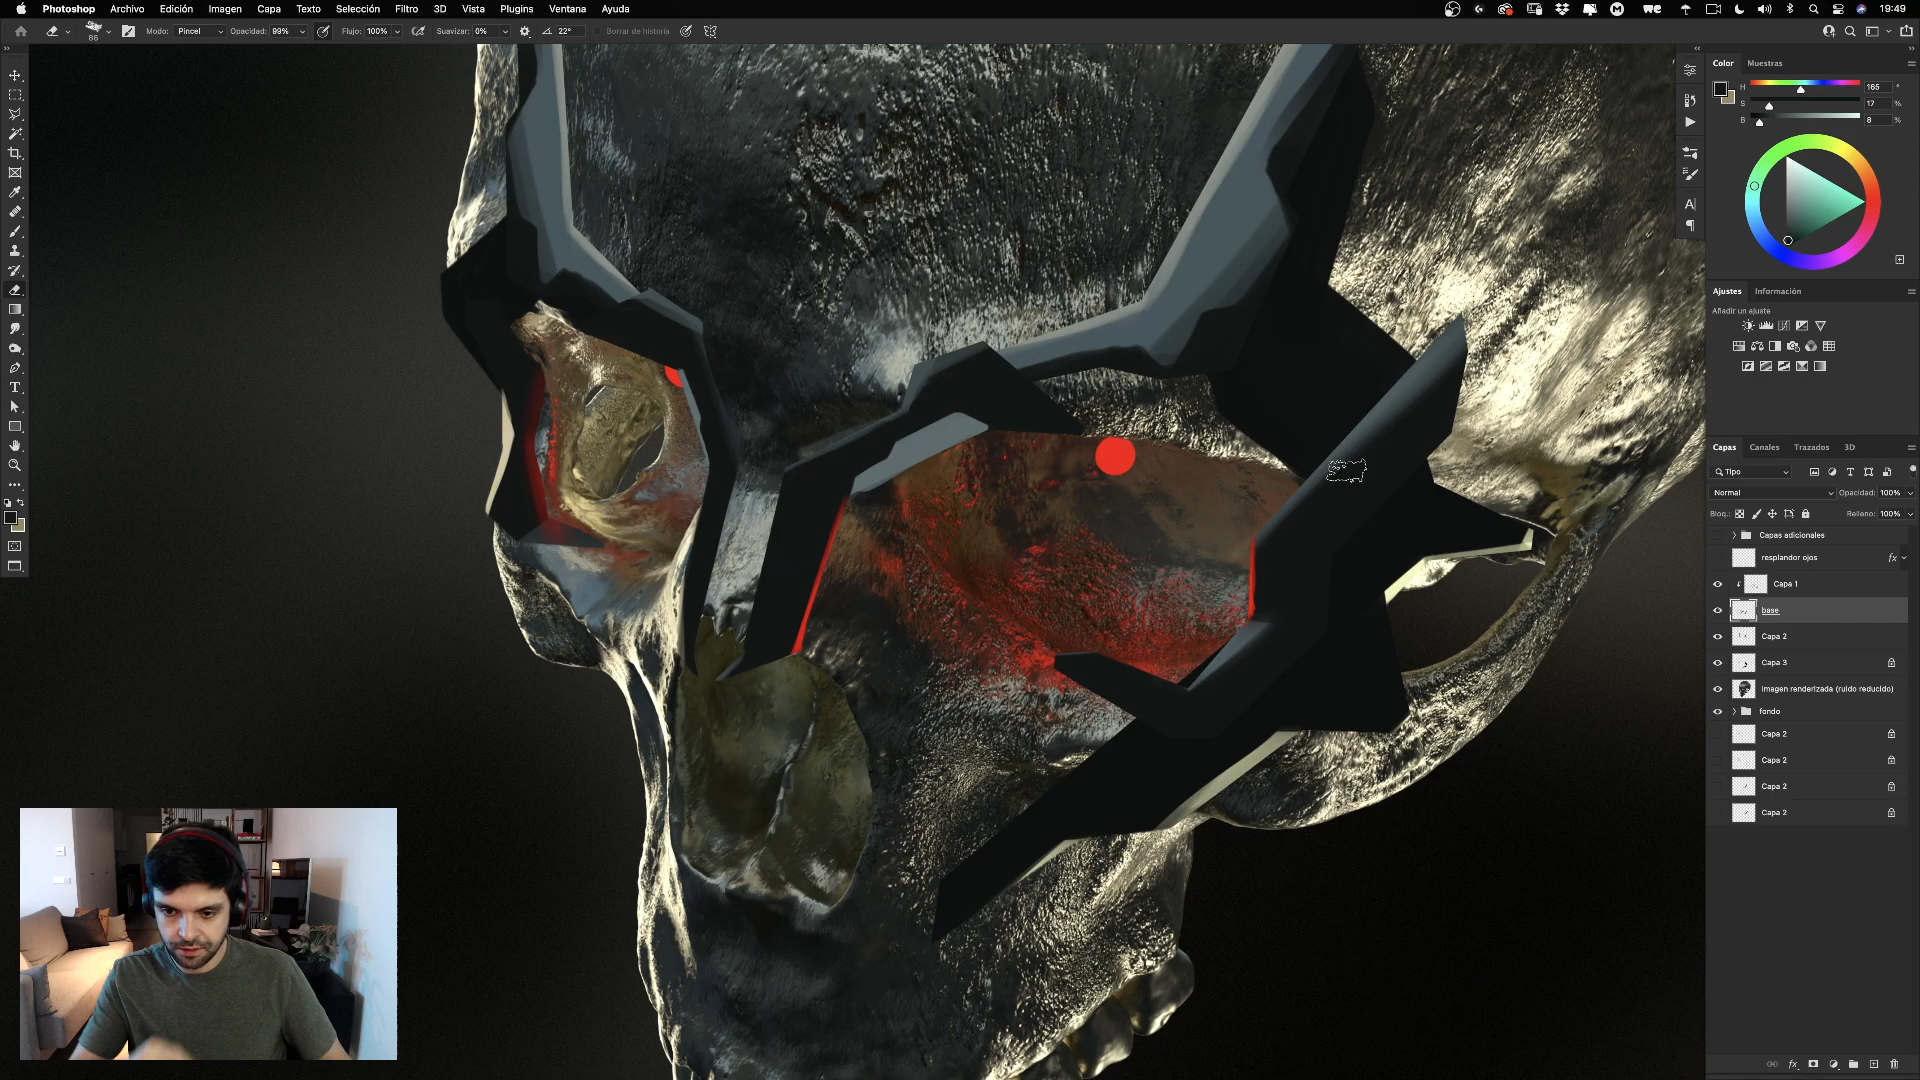 Photoshop Archivo Edición Imagen Capa Texto Selección Filtro 3D Vista Plugins Ventana Ayuda 19:49
86 Modo: Pincel Opacidad: 99% Flujo: 100% Suavizar: 0% 22° Borrar de historia
Color Muestras
H 165 °
S 17 %
B 8 %
Ajustes Información
Añadir un ajuste
Capas Canales Trazados 3D
Tipo
Normal Opacidad: 100%
Bloq.: Relleno: 100%
Capas adicionales
resplandor ojos fx
Capa 1
base
Capa 2
Capa 3
Imagen renderizada (ruido reducido)
fondo
Capa 2
Capa 2
Capa 2
Capa 2
fx